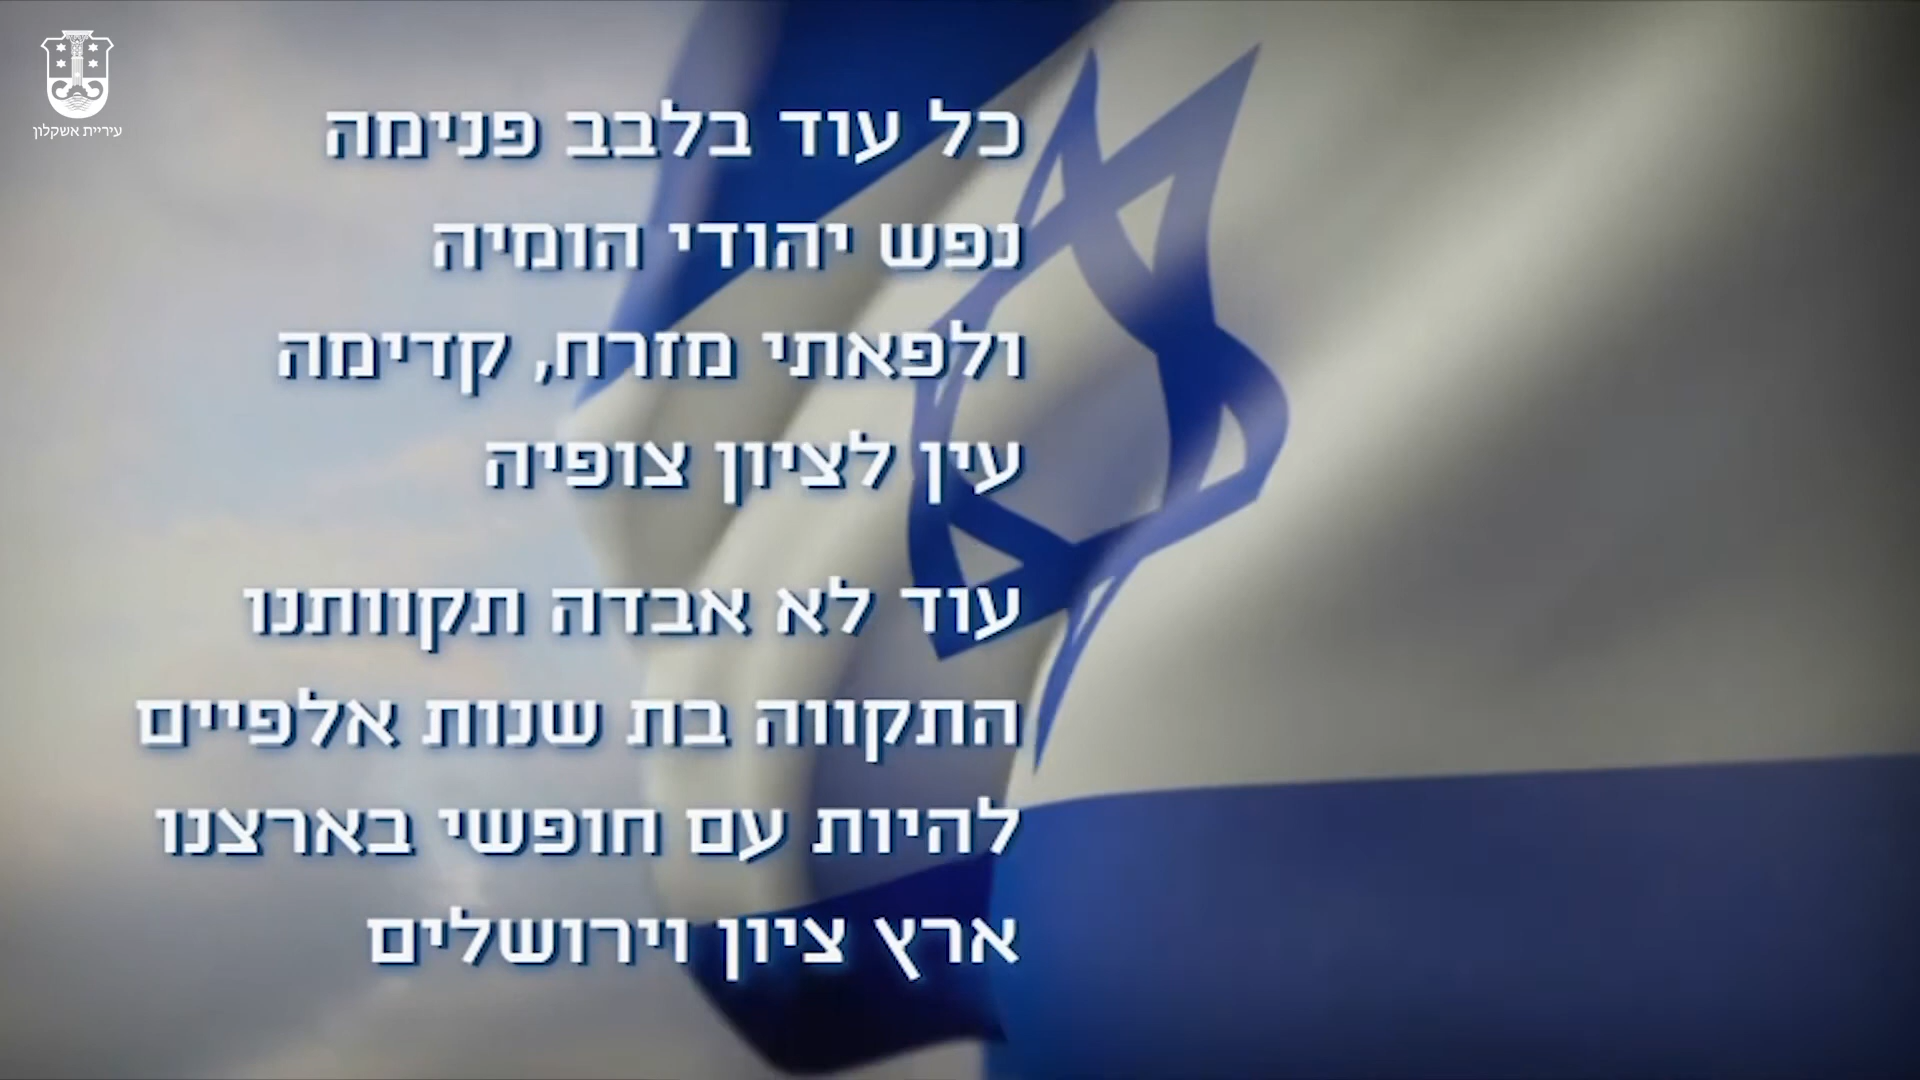 עיריית אשקלון
כל עוד בלבב פנימה
נפש יהודי הומיה
ולפאתי מזרח, קדימה
עין לציון צופיה
עוד לא אבדה תקוותנו
התקווה בת שנות אלפיים
להיות עם חופשי בארצנו
ארץ ציון וירושלים